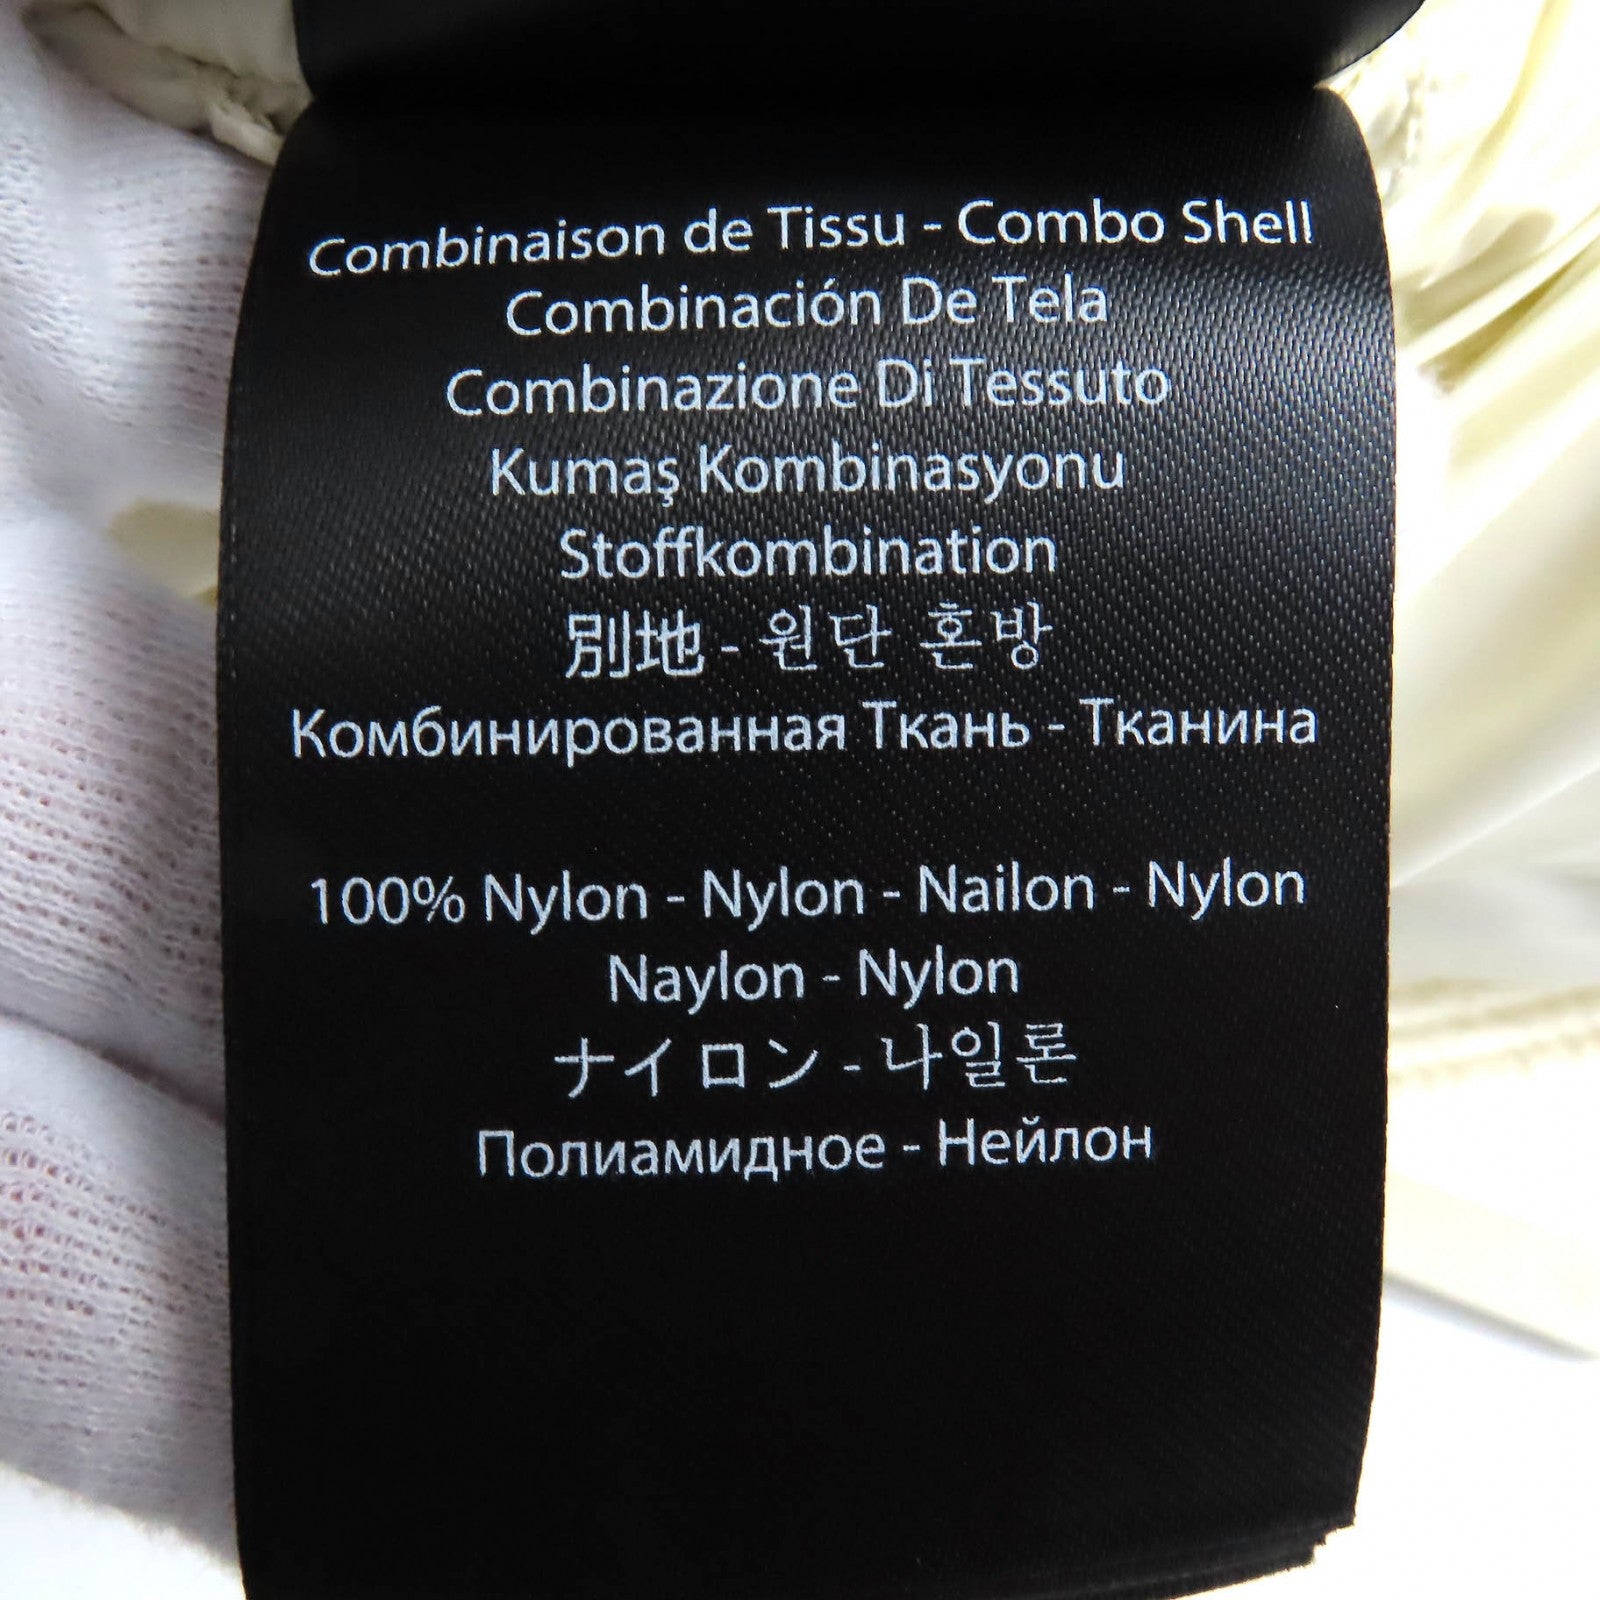 Combinaison de Tissu - Combo Shell
Combinación De Tela
Combinazione Di Tessuto
Kumaş Kombinasyonu
Stoffkombination
別地 - 원단 혼방
Комбинированная Ткань - Тканина
100% Nylon - Nylon - Nailon - Nylon
Naylon - Nylon
ナイロン - 나일론
Полиамидное - Нейлон